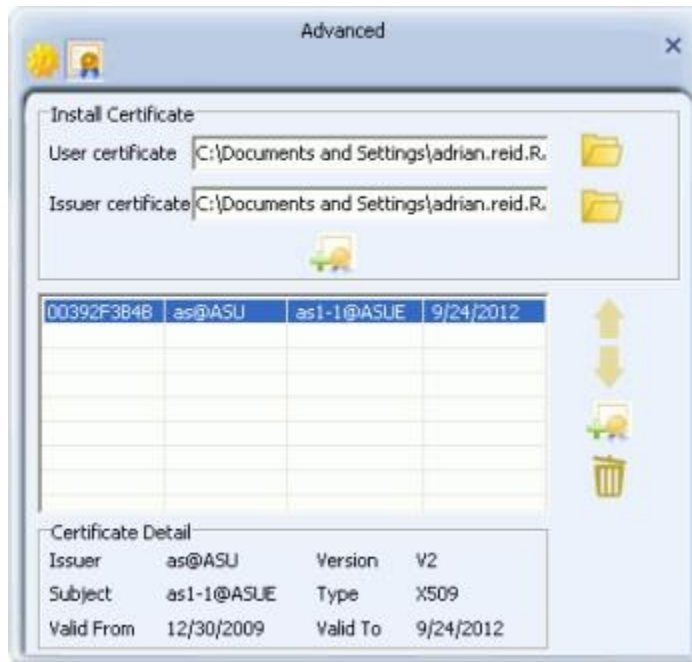 Advanced
Install Certificate
User certificate C:\Documents and Settings\adrian.reid.R.
Issuer certificate C:\Documents and Settings\adrian.reid.R.
00392F3B4B as@ASU as1-1@ASUE 9/24/2012
Certificate Detail
Issuer as@ASU Version V2
Subject as1-1@ASUE Type X509
Valid From 12/30/2009 Valid To 9/24/2012